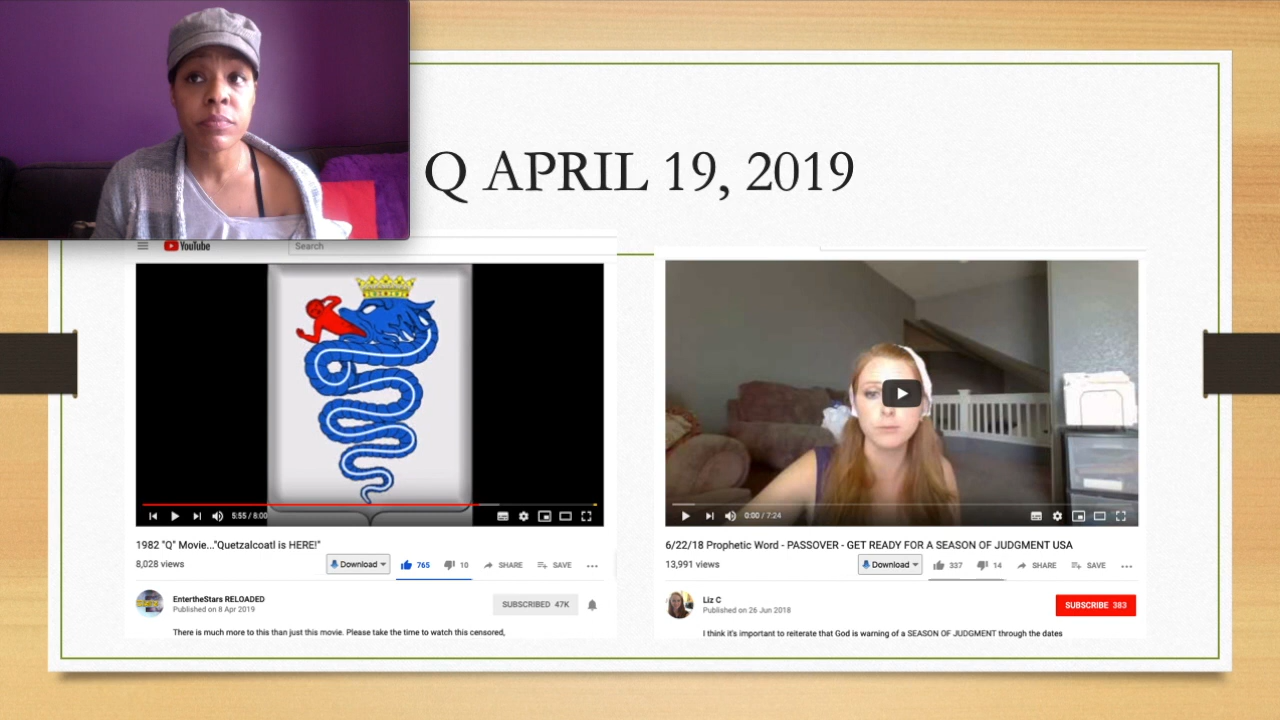 Q APRIL 19, 2019
YouTube
Search
5:55 / 8:00
0:00 / 7:24
1982 "Q" Movie..."Quetzalcoatl is HERE!"
8,028 views
Download
765
10
SHARE
SAVE
EntertheStars RELOADED
Published on 8 Apr 2019
SUBSCRIBED 47K
There is much more to this than just this movie. Please take the time to watch this censored,
6/22/18 Prophetic Word - PASSOVER - GET READY FOR A SEASON OF JUDGMENT USA
13,991 views
Download
337
14
SHARE
SAVE
Liz C
Published on 26 Jun 2018
SUBSCRIBE 383
I think it's important to reiterate that God is warning of a SEASON OF JUDGMENT through the dates